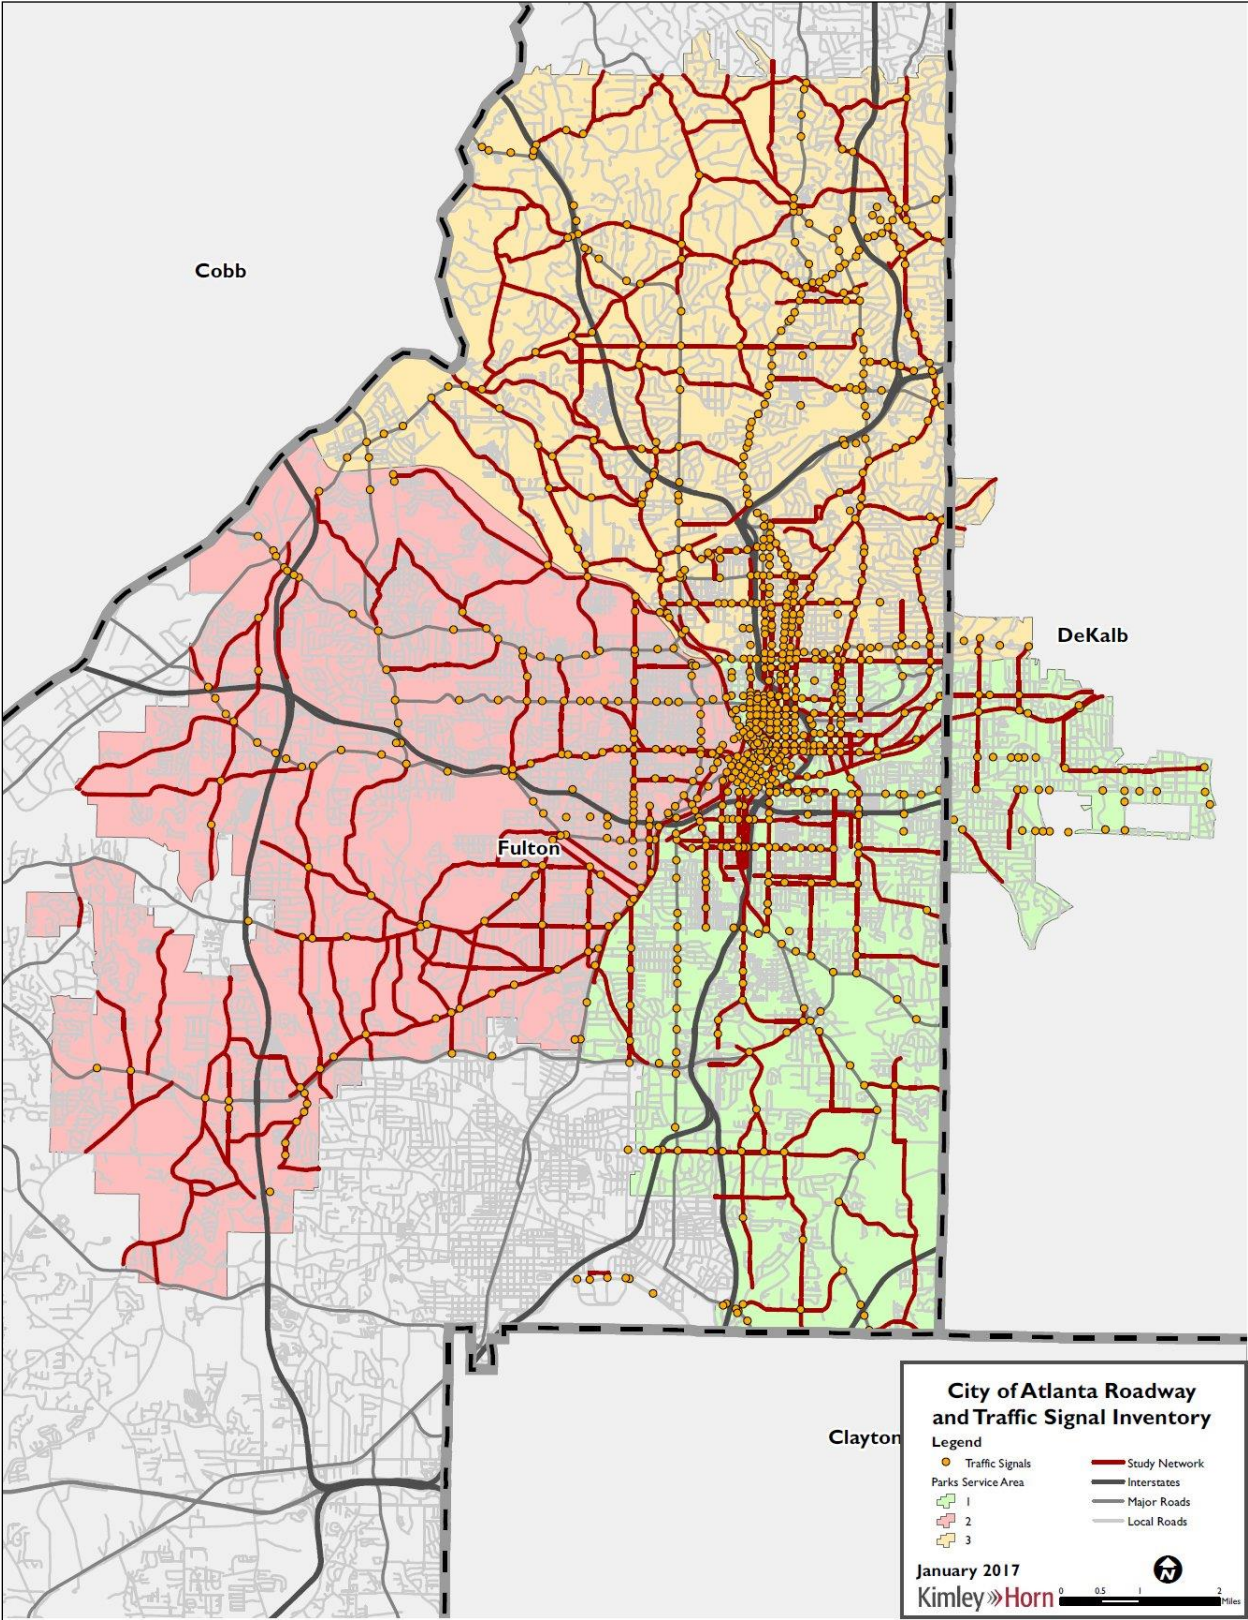 Cobb
DeKalb
Fulton
Clayton
City of Atlanta Roadway
and Traffic Signal Inventory
Legend
Traffic Signals
Study Network
Parks Service Area
Interstates
1
Major Roads
2
Local Roads
3
January 2017
N
Kimley»Horn
0 0.5 1 2
Miles